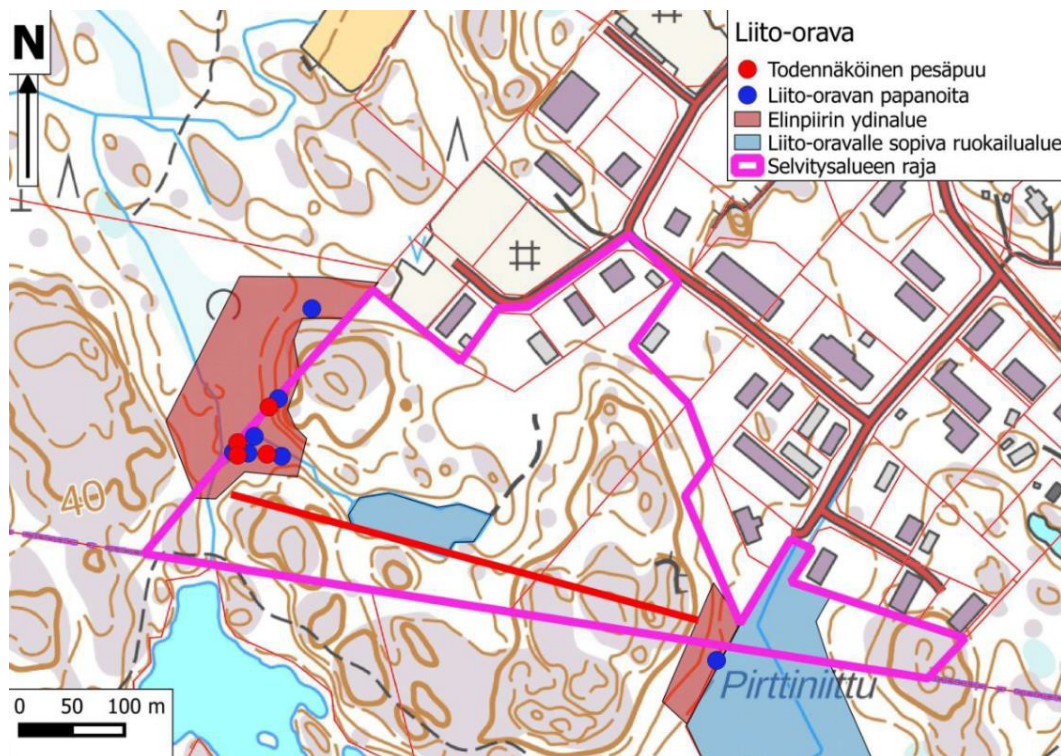 N
Liito-orava
Todennäköinen pesäpuu
Liito-oravan papanoita
Elinpiirin ydinalue
Liito-oravalle sopiva ruokailualue
Selvitysalueen raja
40
Pirttiniittu
0 50 100 m